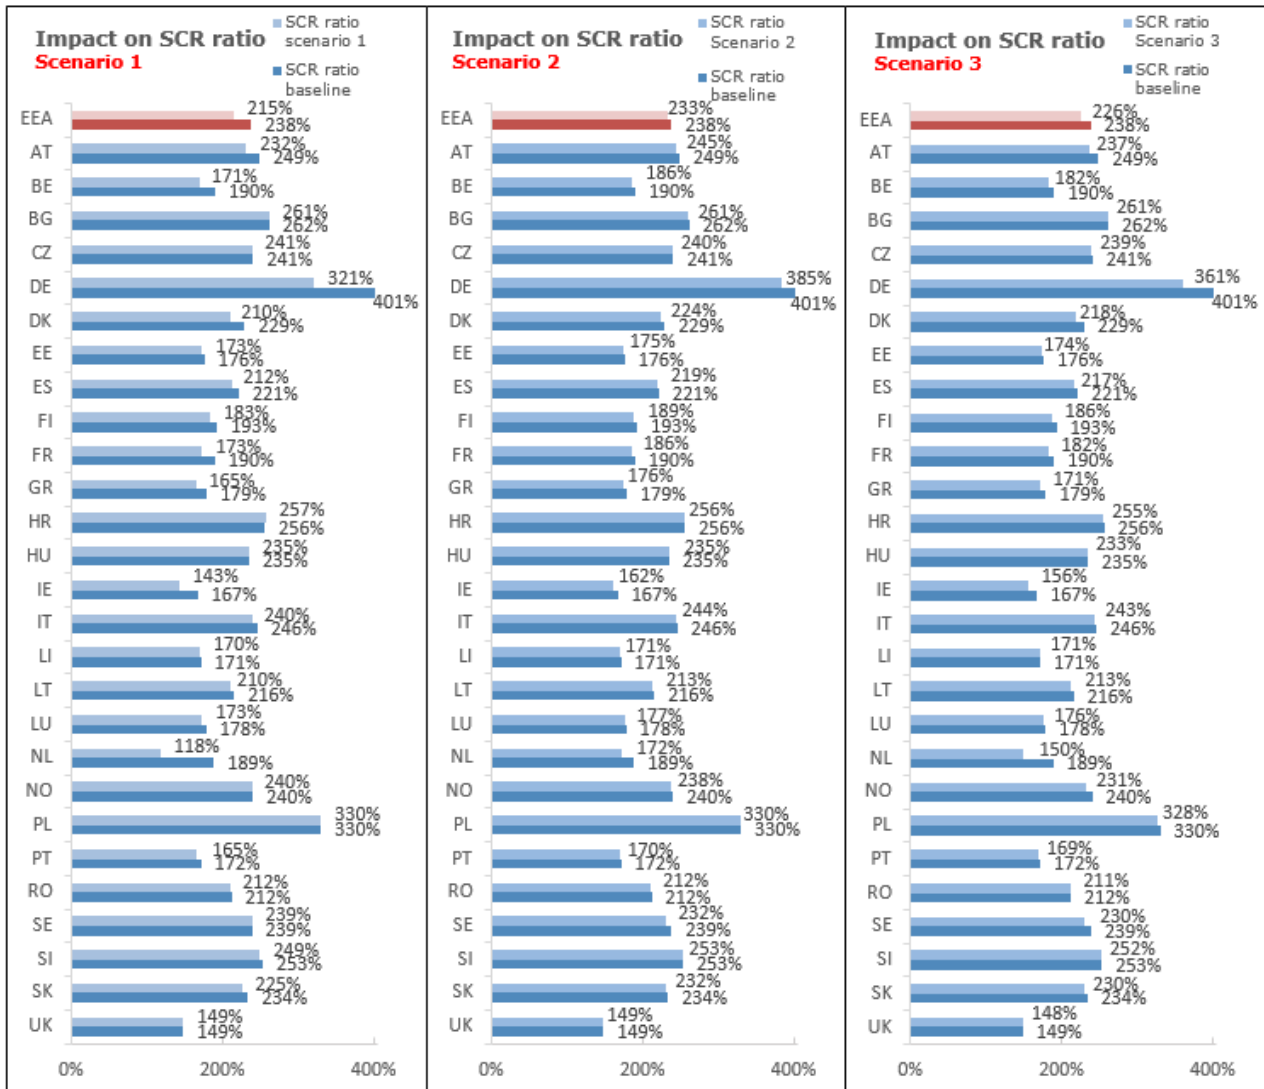 Impact on SCR ratio
Scenario 1
SCR ratio
scenario 1
SCR ratio
baseline
EEA 215%
238%
AT 232%
249%
BE 171%
190%
BG 261%
262%
CZ 241%
241%
DE 321%
401%
DK 210%
229%
EE 173%
176%
ES 212%
221%
FI 183%
193%
FR 173%
190%
GR 165%
179%
HR 257%
256%
HU 235%
235%
IE 143%
167%
IT 240%
246%
LI 170%
171%
LT 210%
216%
LU 173%
178%
NL 118%
189%
NO 240%
240%
PL 330%
330%
PT 165%
172%
RO 212%
212%
SE 239%
239%
SI 249%
253%
SK 225%
234%
UK 149%
149%
0% 200% 400%
Impact on SCR ratio
Scenario 2
SCR ratio
Scenario 2
SCR ratio
baseline
EEA 233%
238%
AT 245%
249%
BE 186%
190%
BG 261%
262%
CZ 240%
241%
DE 385%
401%
DK 224%
229%
EE 175%
176%
ES 219%
221%
FI 189%
193%
FR 186%
190%
GR 176%
179%
HR 256%
256%
HU 235%
235%
IE 162%
167%
IT 244%
246%
LI 171%
171%
LT 213%
216%
LU 177%
178%
NL 172%
189%
NO 238%
240%
PL 330%
330%
PT 170%
172%
RO 212%
212%
SE 232%
239%
SI 253%
253%
SK 232%
234%
UK 149%
149%
0% 200% 400%
Impact on SCR ratio
Scenario 3
SCR ratio
Scenario 3
SCR ratio
baseline
EEA 226%
238%
AT 237%
249%
BE 182%
190%
BG 261%
262%
CZ 239%
241%
DE 361%
401%
DK 218%
229%
EE 174%
176%
ES 217%
221%
FI 186%
193%
FR 182%
190%
GR 171%
179%
HR 255%
256%
HU 233%
235%
IE 156%
167%
IT 243%
246%
LI 171%
171%
LT 213%
216%
LU 176%
178%
NL 150%
189%
NO 231%
240%
PL 328%
330%
PT 169%
172%
RO 211%
212%
SE 230%
239%
SI 252%
253%
SK 230%
234%
UK 148%
149%
0% 200% 400%